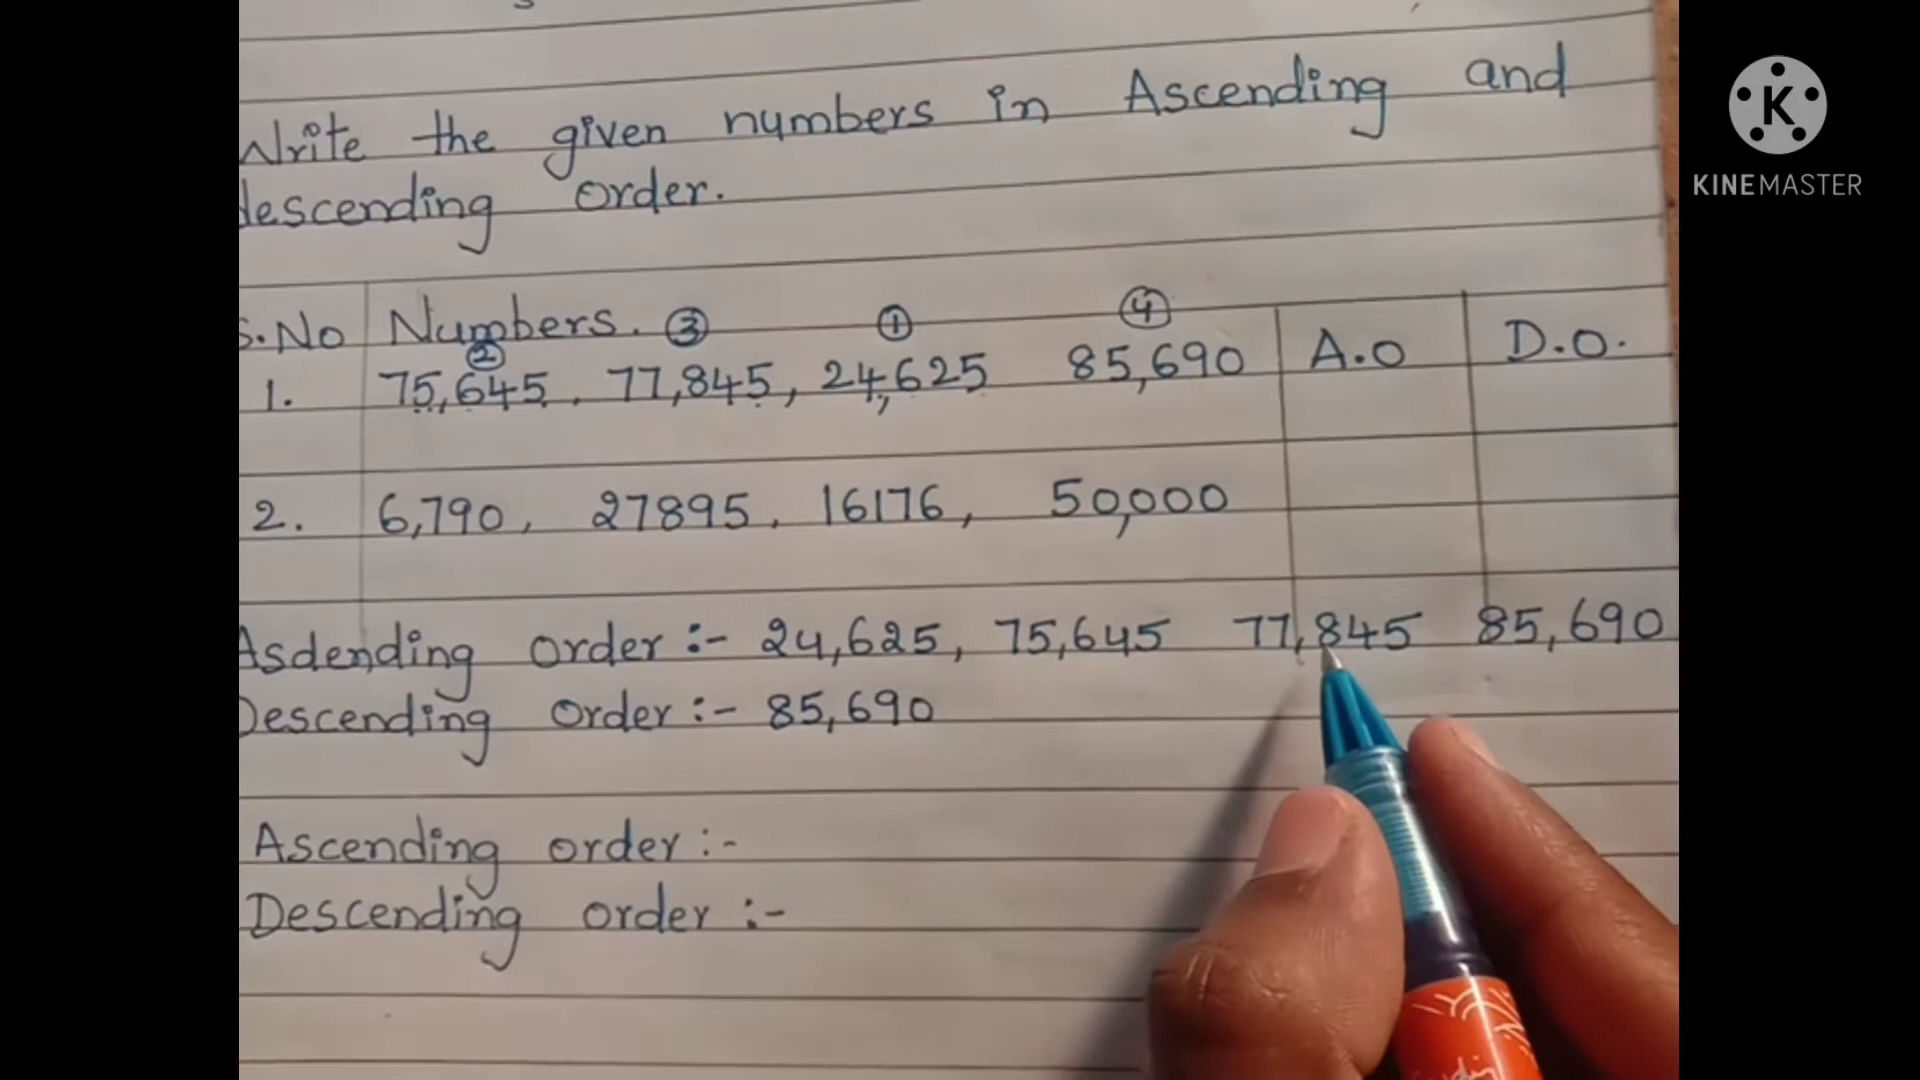 Write the given numbers in Ascending and
descending order.
S.No Numbers. ③ ① ④ A.O D.O.
②
1. 75,645, 77,845, 24,625 85,690
2. 6,790, 27895, 16176, 50,000
Asdending order :- 24,625, 75,645 77,845 85,690
Descending order :- 85,690
Ascending order :-
Descending order :-
K
KINEMASTER